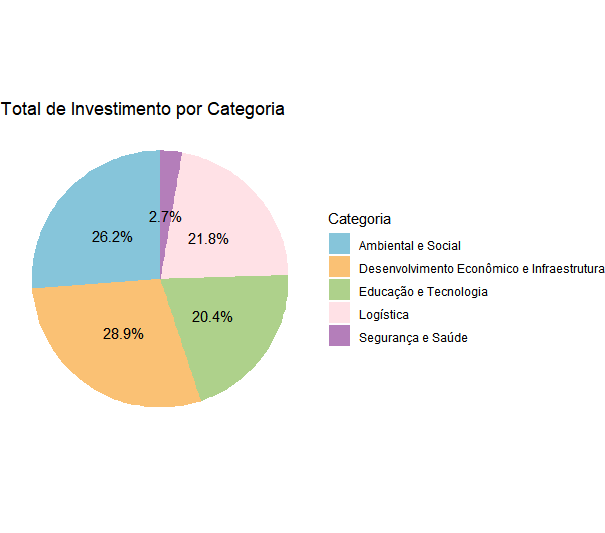 Total de Investimento por Categoria
2.7%
26.2%
21.8%
20.4%
28.9%
Categoria
Ambiental e Social
Desenvolvimento Econômico e Infraestrutura
Educação e Tecnologia
Logística
Segurança e Saúde